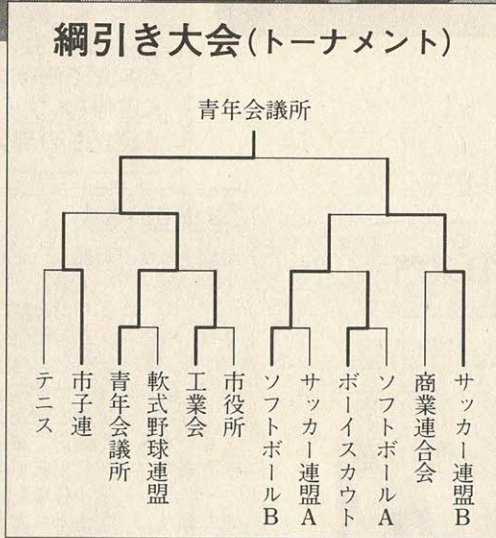 綱引き大会(トーナメント)
青年会議所
テニス
市子連
青年会議所
軟式野球連盟
工業会
市役所
ソフトボールB
サッカー連盟A
ボーイスカウト
ソフトボールA
商業連合会
サッカー連盟B